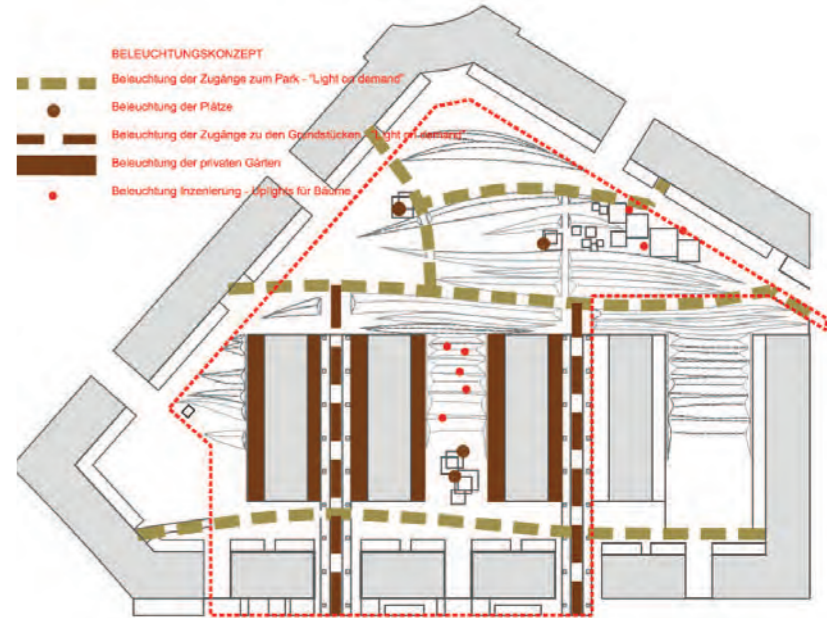 BELEUCHTUNGSKONZEPT
Beleuchtung der Zugänge zum Park - "Light on demand"
Beleuchtung der Plätze
Beleuchtung der Zugänge zu den Grundstücken - "Light on demand"
Beleuchtung der privaten Gärten
Beleuchtung Inzenierung - Uplights für Bäume